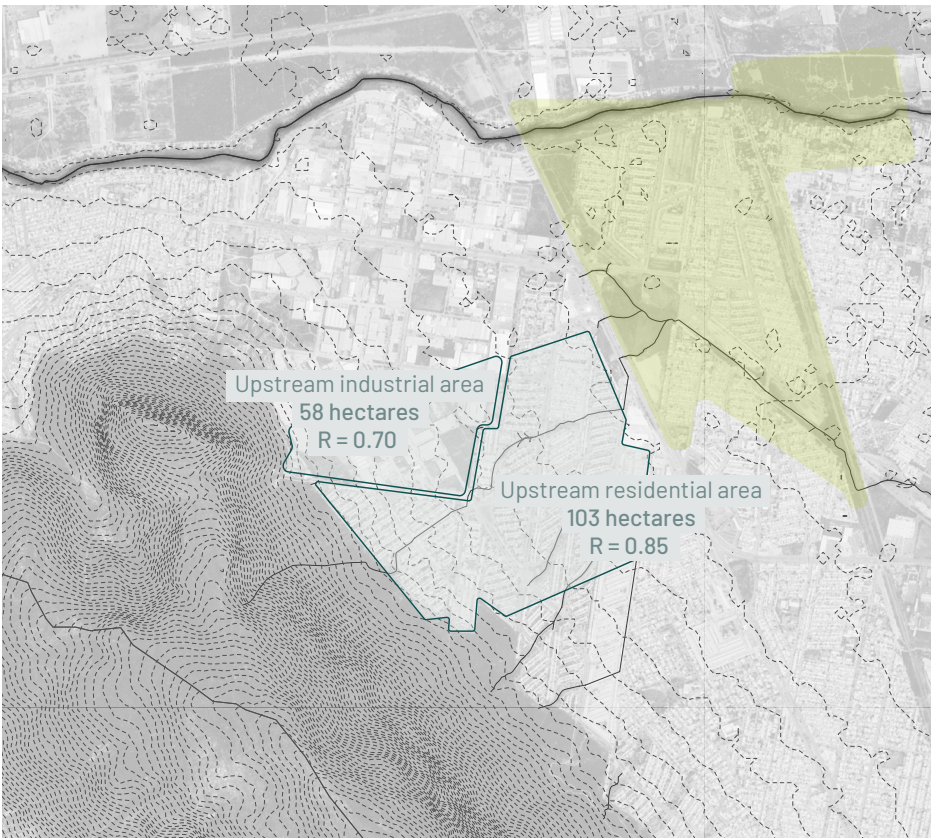 Upstream industrial area
58 hectares
R = 0.70
Upstream residential area
103 hectares
R = 0.85